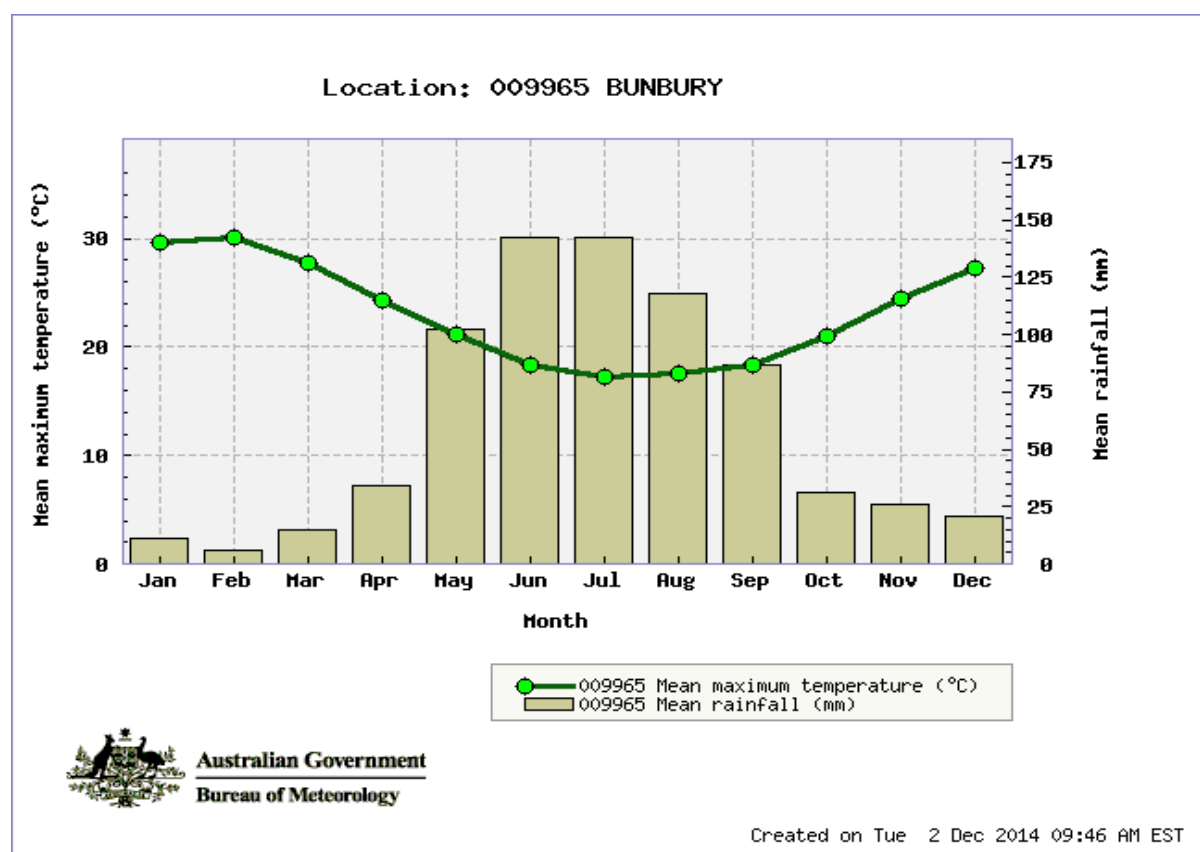 Location: 009965 BUNBURY
Mean maximum temperature (°C)
30
20
10
0
175
150
125
100
75
50
25
0
Mean rainfall (mm)
Jan Feb Mar Apr May Jun Jul Aug Sep Oct Nov Dec
Month
009965 Mean maximum temperature (°C)
009965 Mean rainfall (mm)
Australian Government
Bureau of Meteorology
Created on Tue 2 Dec 2014 09:46 AM EST